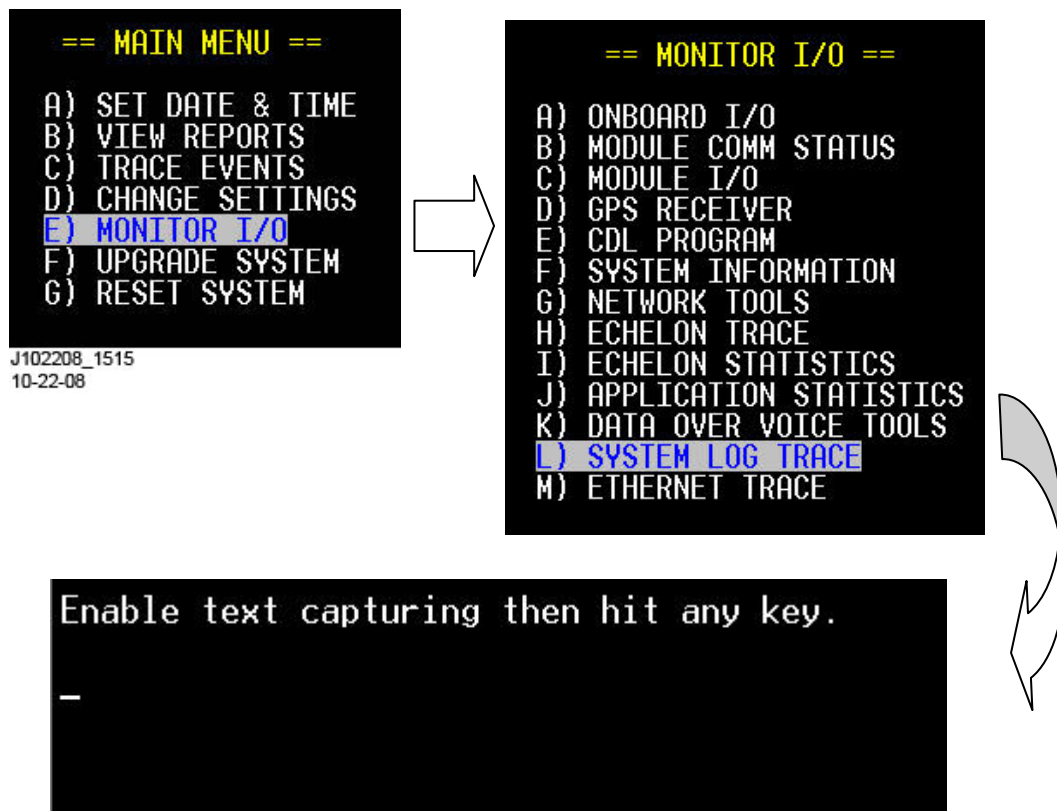 == MAIN MENU ==
A) SET DATE & TIME
B) VIEW REPORTS
C) TRACE EVENTS
D) CHANGE SETTINGS
E) MONITOR I/O
F) UPGRADE SYSTEM
G) RESET SYSTEM
J102208_1515
10-22-08
== MONITOR I/O ==
A) ONBOARD I/O
B) MODULE COMM STATUS
C) MODULE I/O
D) GPS RECEIVER
E) CDL PROGRAM
F) SYSTEM INFORMATION
G) NETWORK TOOLS
H) ECHELON TRACE
I) ECHELON STATISTICS
J) APPLICATION STATISTICS
K) DATA OVER VOICE TOOLS
L) SYSTEM LOG TRACE
M) ETHERNET TRACE
Enable text capturing then hit any key.
_